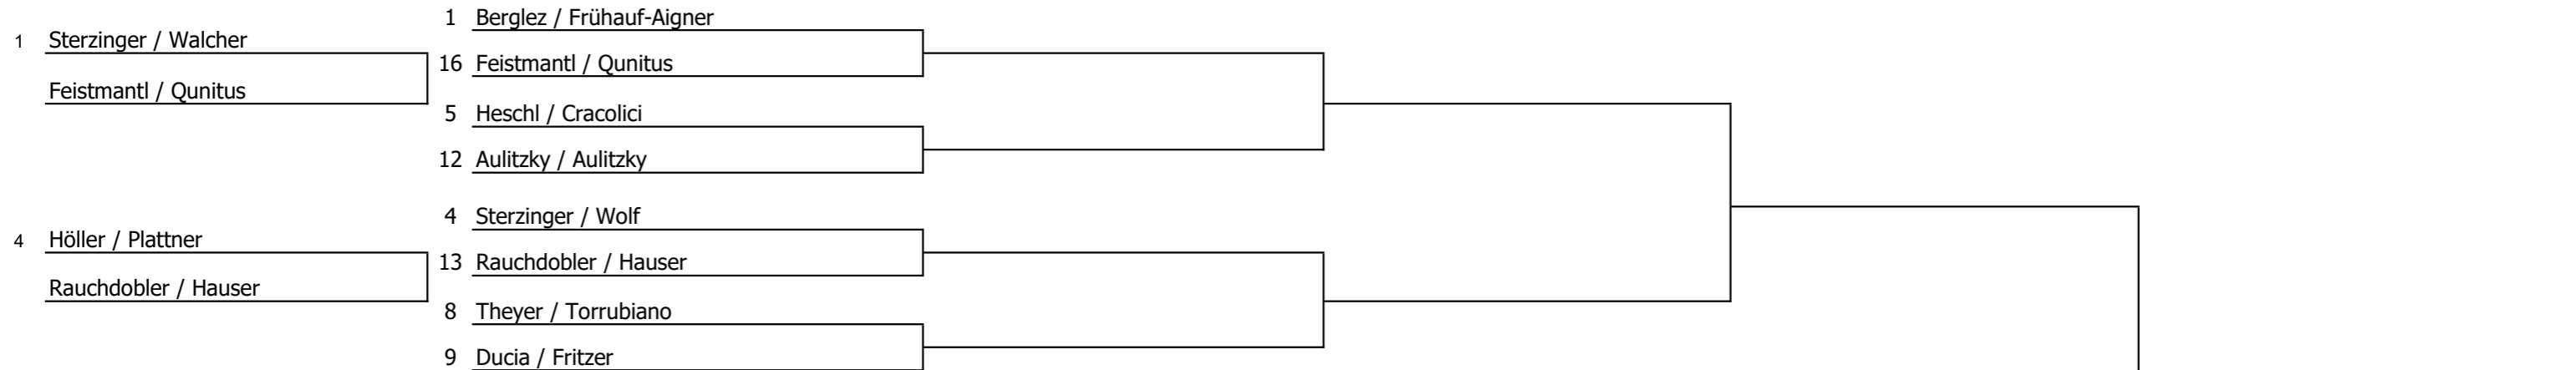 1 Sterzinger / Walcher
Feistmantl / Qunitus
4 Höller / Plattner
Rauchdobler / Hauser
1 Berglez / Frühauf-Aigner
16 Feistmantl / Qunitus
5 Heschl / Cracolici
12 Aulitzky / Aulitzky
4 Sterzinger / Wolf
13 Rauchdobler / Hauser
8 Theyer / Torrubiano
9 Ducia / Fritzer